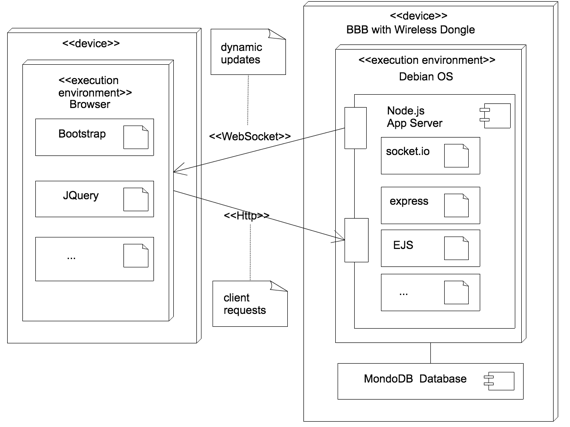 <<device>>
<<execution
environment>>
Browser
Bootstrap
JQuery
...
dynamic
updates
<<WebSocket>>
<<Http>>
client
requests
<<device>>
BBB with Wireless Dongle
<<execution environment>>
Debian OS
Node.js
App Server
socket.io
express
EJS
...
MondoDB Database